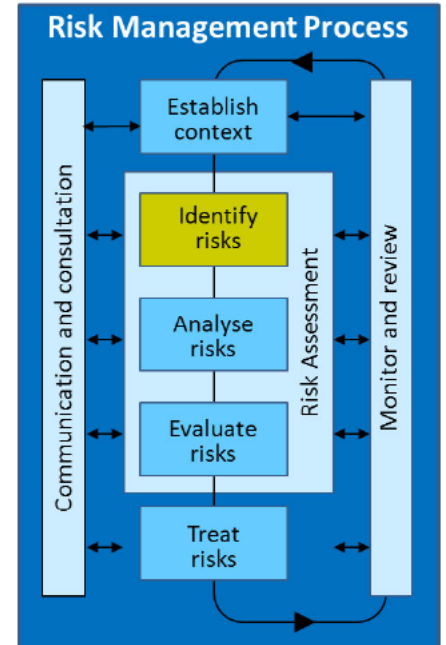 Risk Management Process
Establish
context
Communication and consultation
Identify
risks
Analyse
risks
Evaluate
risks
Risk Assessment
Monitor and review
Treat
risks